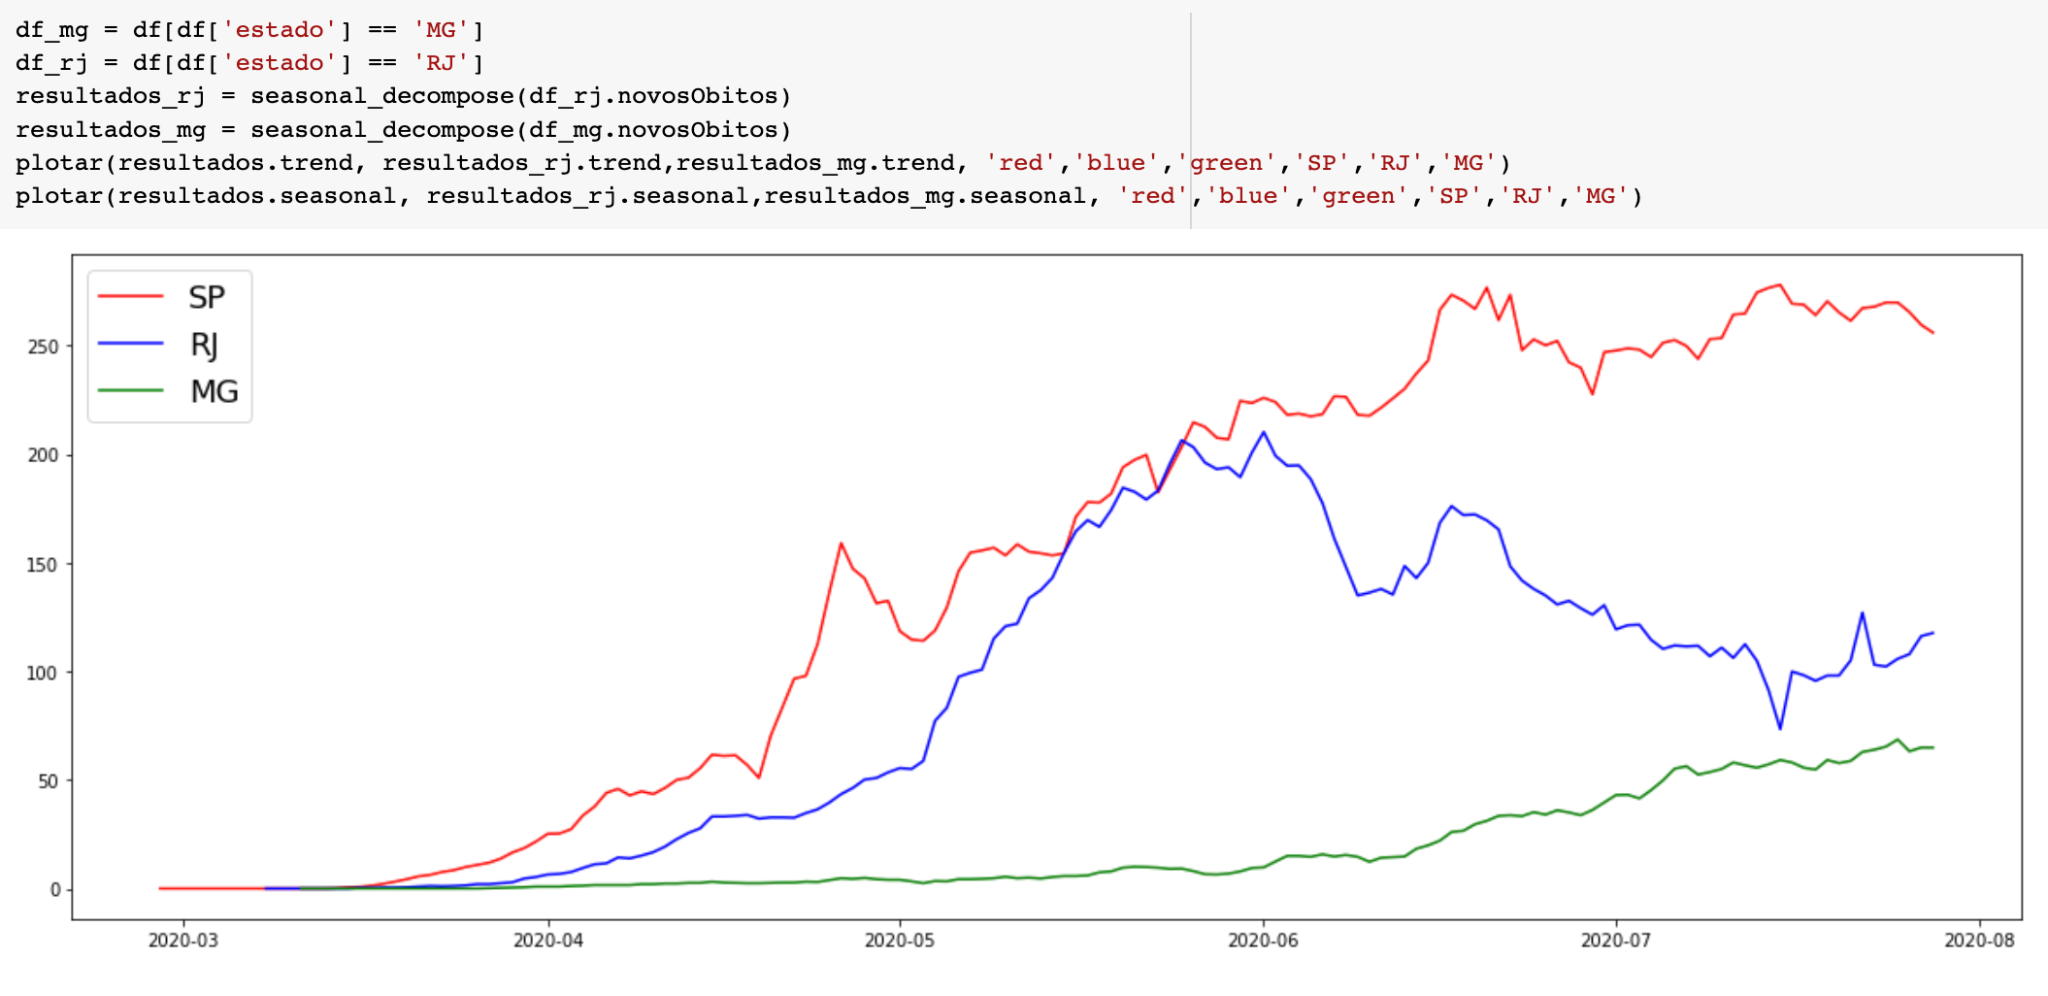 df_mg = df[df['estado'] == 'MG']
df_rj = df[df['estado'] == 'RJ']
resultados_rj = seasonal_decompose(df_rj.novosObitos)
resultados_mg = seasonal_decompose(df_mg.novosObitos)
plotar(resultados.trend, resultados_rj.trend,resultados_mg.trend, 'red','blue','green','SP','RJ','MG')
plotar(resultados.seasonal, resultados_rj.seasonal,resultados_mg.seasonal, 'red','blue','green','SP','RJ','MG')
SP
RJ
MG
250
200
150
100
50
0
2020-03 2020-04 2020-05 2020-06 2020-07 2020-08